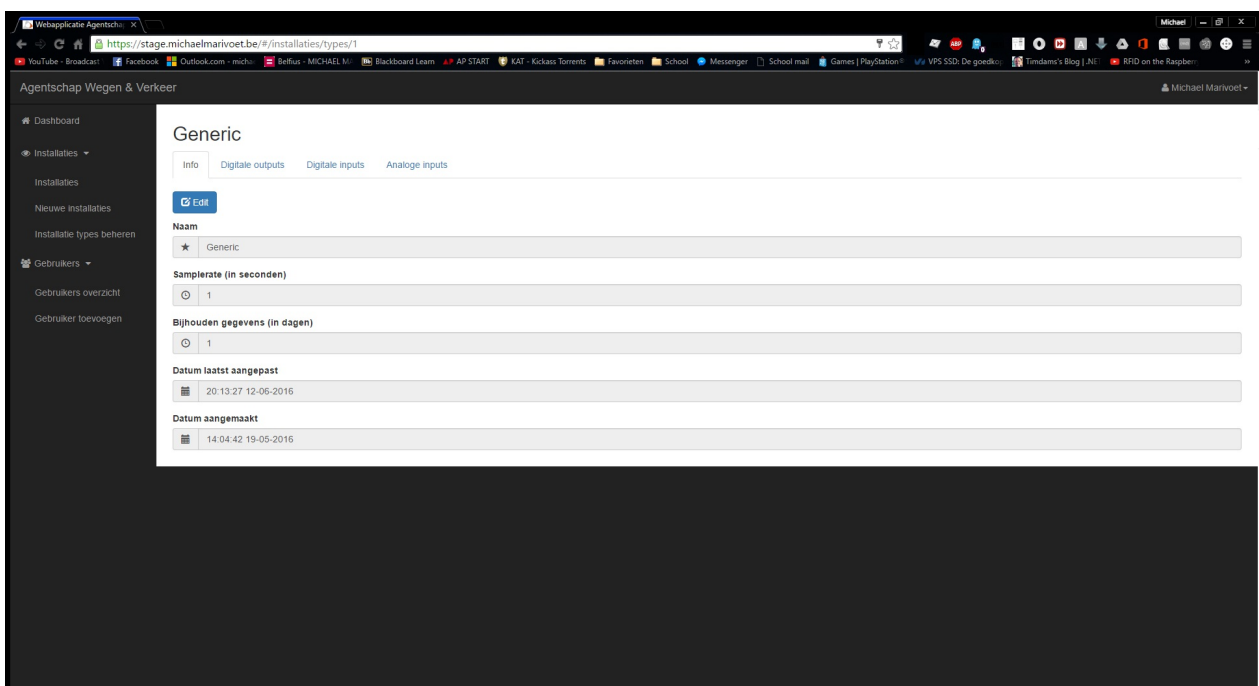 Webapplicatie Agentscha
Michael
https://stage.michaelmarivoet.be/#/installaties/types/1
YouTube - Broadcast Facebook Outlook.com - micha Belfius - MICHAEL M Blackboard Learn AP START KAT - Kickass Torrents Favorieten School Messenger School mail Games | PlayStation® VPS SSD: De goedko Timdams's Blog | .NE RFID on the Raspberr »
Agentschap Wegen & Verkeer
Michael Marivoet
Dashboard
Installaties
Installaties
Nieuwe installaties
Installatie types beheren
Gebruikers
Gebruikers overzicht
Gebruiker toevoegen
Generic
Info Digitale outputs Digitale inputs Analoge inputs
Edit
Naam
Generic
Samplerate (in seconden)
1
Bijhouden gegevens (in dagen)
1
Datum laatst aangepast
20:13:27 12-06-2016
Datum aangemaakt
14:04:42 19-05-2016